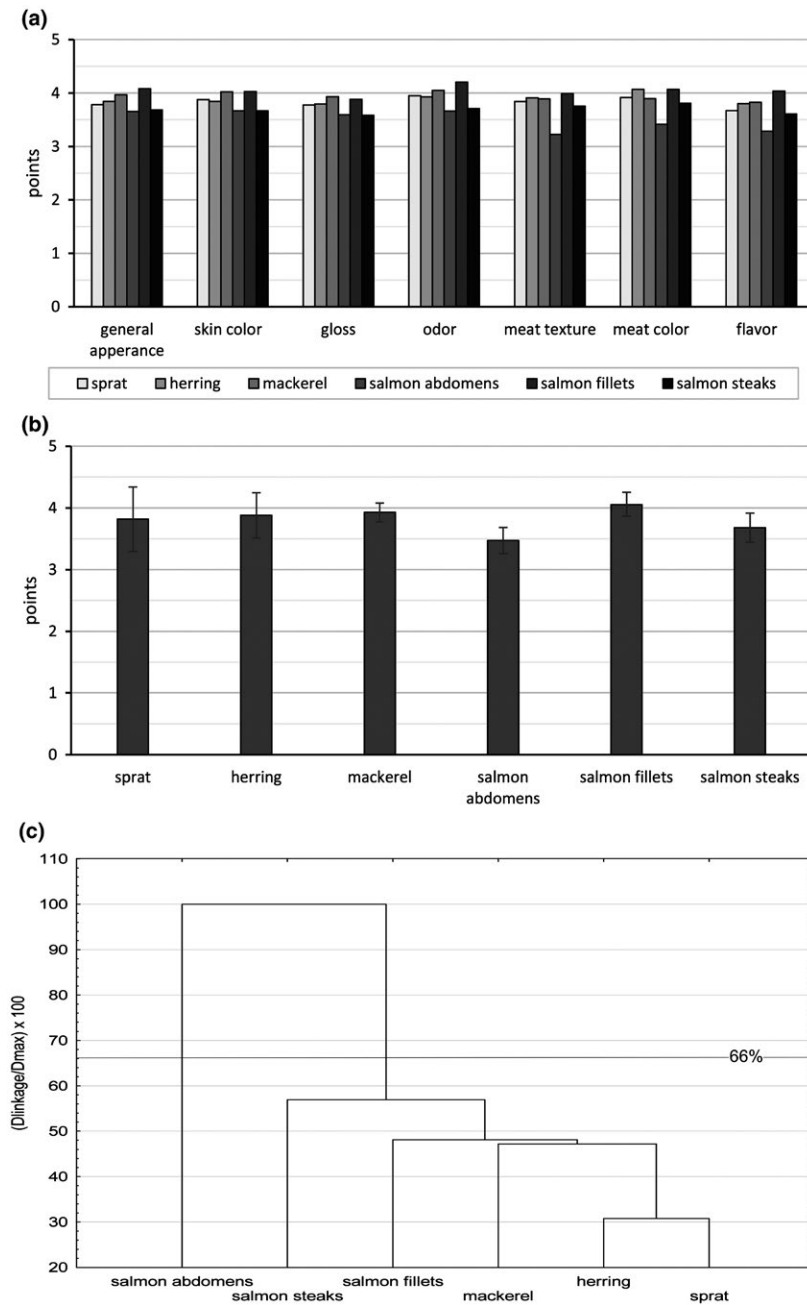 (a)
5
4
3
2
1
0
points
general
apperance
skin color
gloss
odor
meat texture
meat color
flavor
sprat
herring
mackerel
salmon abdomens
salmon fillets
salmon steaks
(b)
5
4
3
2
1
0
points
sprat
herring
mackerel
salmon
abdomens
salmon fillets
salmon steaks
(c)
110
100
90
80
70
60
50
40
30
20
(Dlinkage/Dmax) x 100
66%
salmon abdomens
salmon steaks
salmon fillets
mackerel
herring
sprat